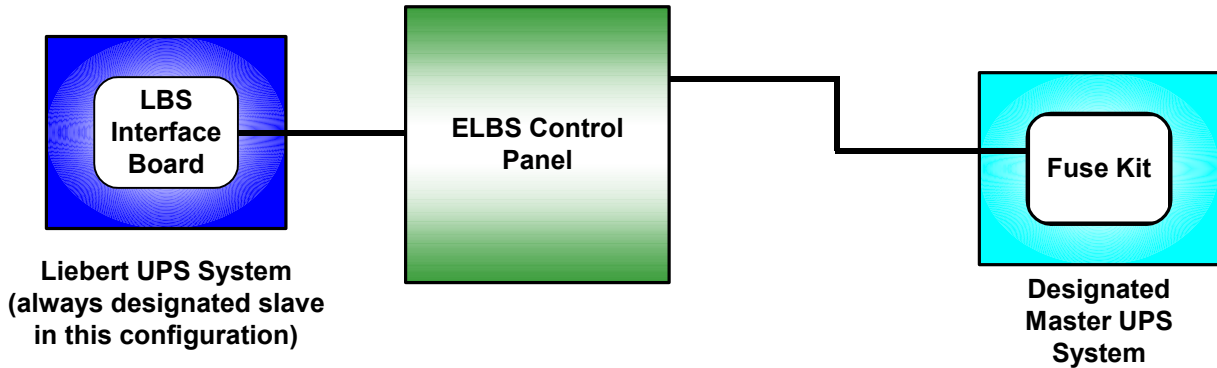 LBS
Interface
Board
ELBS Control
Panel
Fuse Kit
Liebert UPS System
(always designated slave
in this configuration)
Designated
Master UPS
System